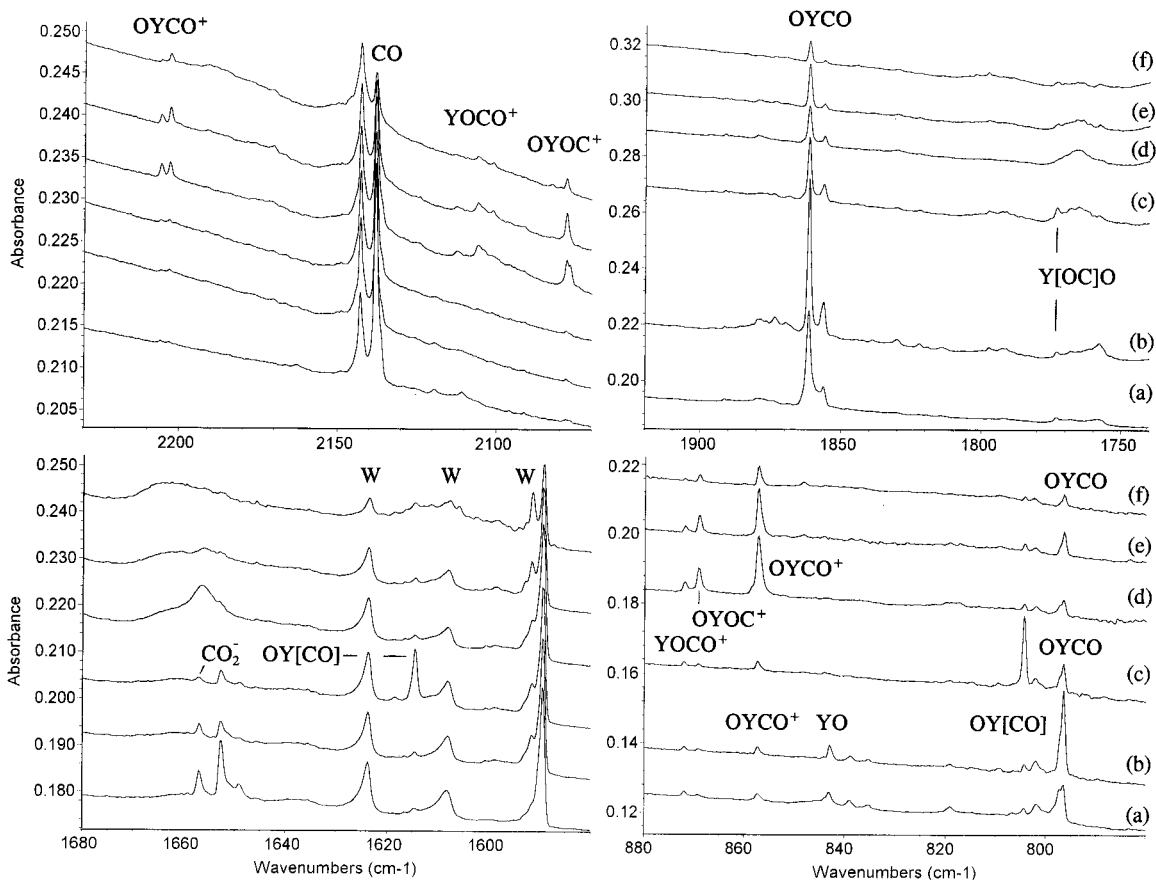 OYCO⁺
CO
YOCO⁺
OYOC⁺
0.250
0.245
0.240
0.235
0.230
0.225
0.220
0.215
0.210
0.205
Absorbance
2200 2150 2100
OYCO
0.32
0.30
0.28
0.26
0.24
0.22
0.20
(f)
(e)
(d)
(c)
Y[OC]O
(b)
(a)
1900 1850 1800 1750
W W W
0.250
0.240
0.230
0.220
0.210
0.200
0.190
0.180
Absorbance
CO₂⁻
OY[CO]
1680 1660 1640 1620 1600
Wavenumbers (cm-1)
0.22
0.20
0.18
0.16
0.14
0.12
OYCO
(f)
(e)
OYCO⁺
(d)
OYOC⁺
YOCO⁺
OYCO
(c)
OYCO⁺ YO OY[CO]
(b)
(a)
880 860 840 820 800
Wavenumbers (cm-1)